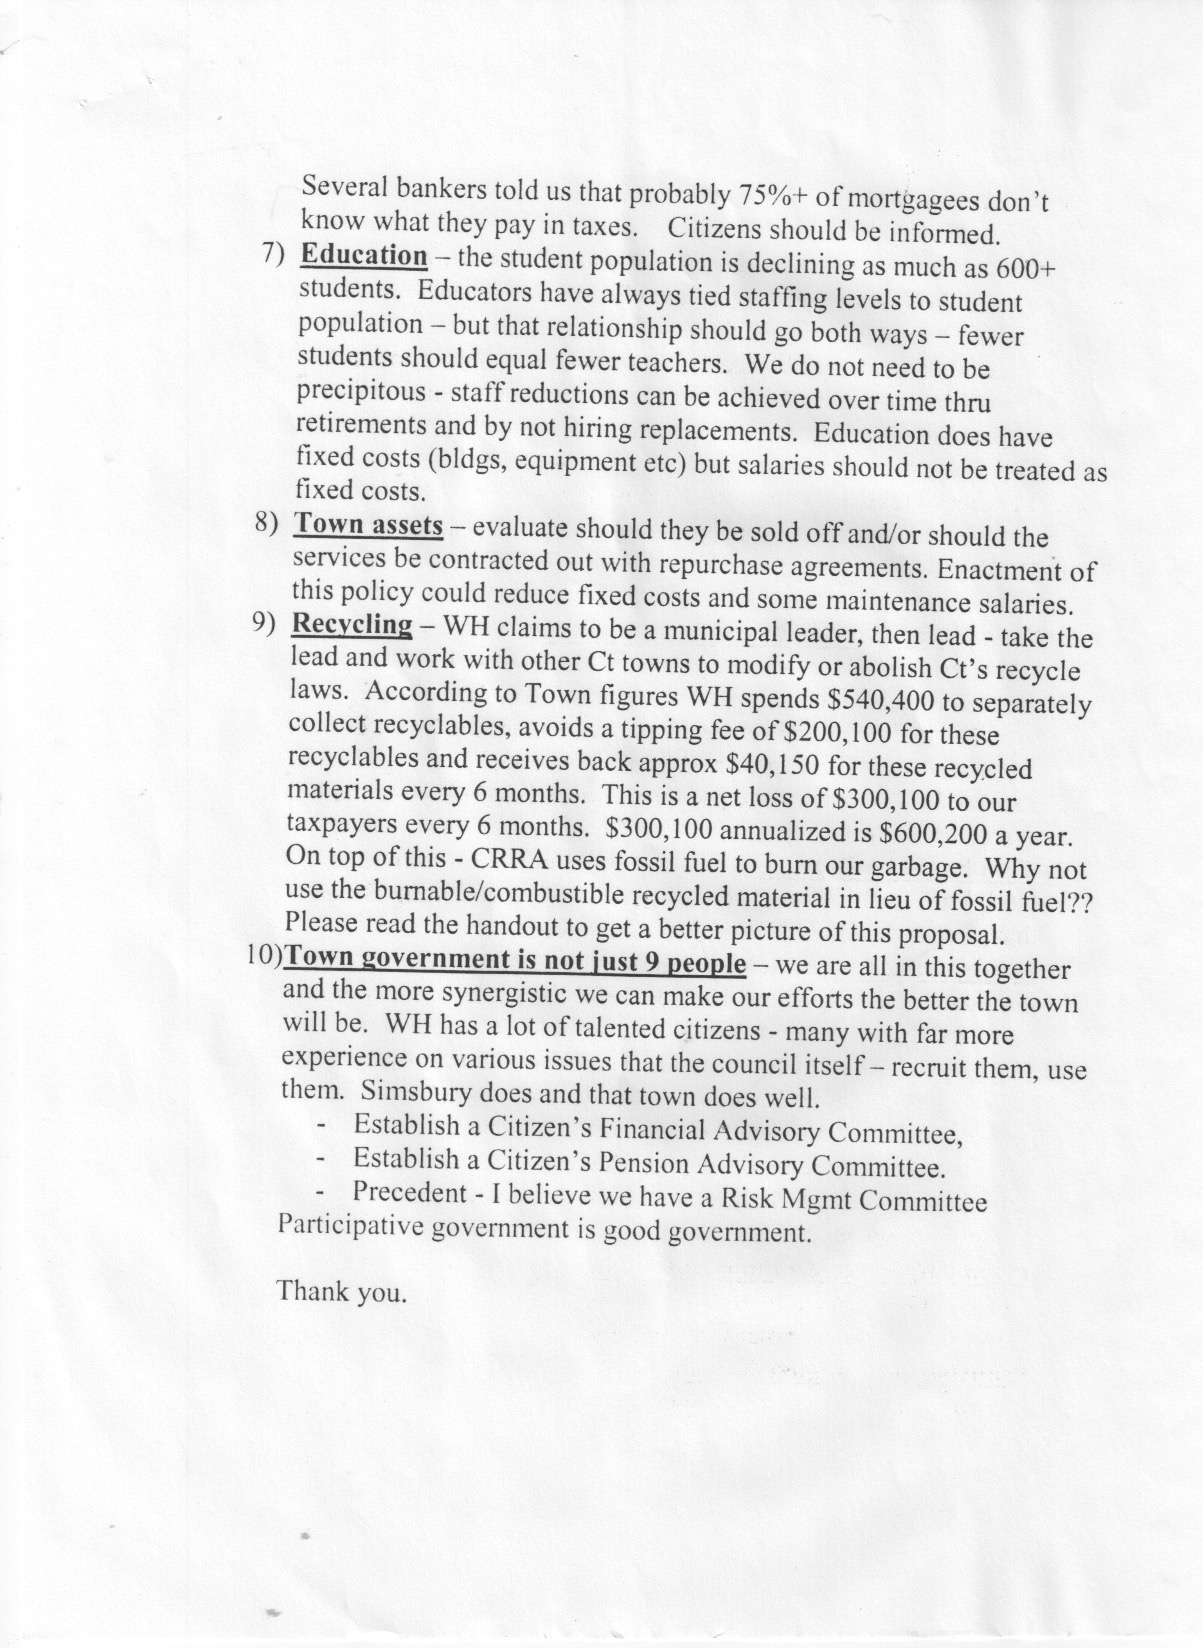 Several bankers told us that probably 75%+ of mortgagees don't
know what they pay in taxes.    Citizens should be informed.
7) Education – the student population is declining as much as 600+
students.  Educators have always tied staffing levels to student
population – but that relationship should go both ways – fewer
students should equal fewer teachers.  We do not need to be
precipitous - staff reductions can be achieved over time thru
retirements and by not hiring replacements.  Education does have
fixed costs (bldgs, equipment etc) but salaries should not be treated as
fixed costs.
8) Town assets – evaluate should they be sold off and/or should the
services be contracted out with repurchase agreements. Enactment of
this policy could reduce fixed costs and some maintenance salaries.
9) Recycling – WH claims to be a municipal leader, then lead - take the
lead and work with other Ct towns to modify or abolish Ct's recycle
laws.  According to Town figures WH spends $540,400 to separately
collect recyclables, avoids a tipping fee of $200,100 for these
recyclables and receives back approx $40,150 for these recycled
materials every 6 months.  This is a net loss of $300,100 to our
taxpayers every 6 months.  $300,100 annualized is $600,200 a year.
On top of this - CRRA uses fossil fuel to burn our garbage.  Why not
use the burnable/combustible recycled material in lieu of fossil fuel??
Please read the handout to get a better picture of this proposal.
10)Town government is not just 9 people – we are all in this together
and the more synergistic we can make our efforts the better the town
will be.  WH has a lot of talented citizens - many with far more
experience on various issues that the council itself – recruit them, use
them.  Simsbury does and that town does well.
- Establish a Citizen's Financial Advisory Committee,
- Establish a Citizen's Pension Advisory Committee.
- Precedent - I believe we have a Risk Mgmt Committee
Participative government is good government.
Thank you.